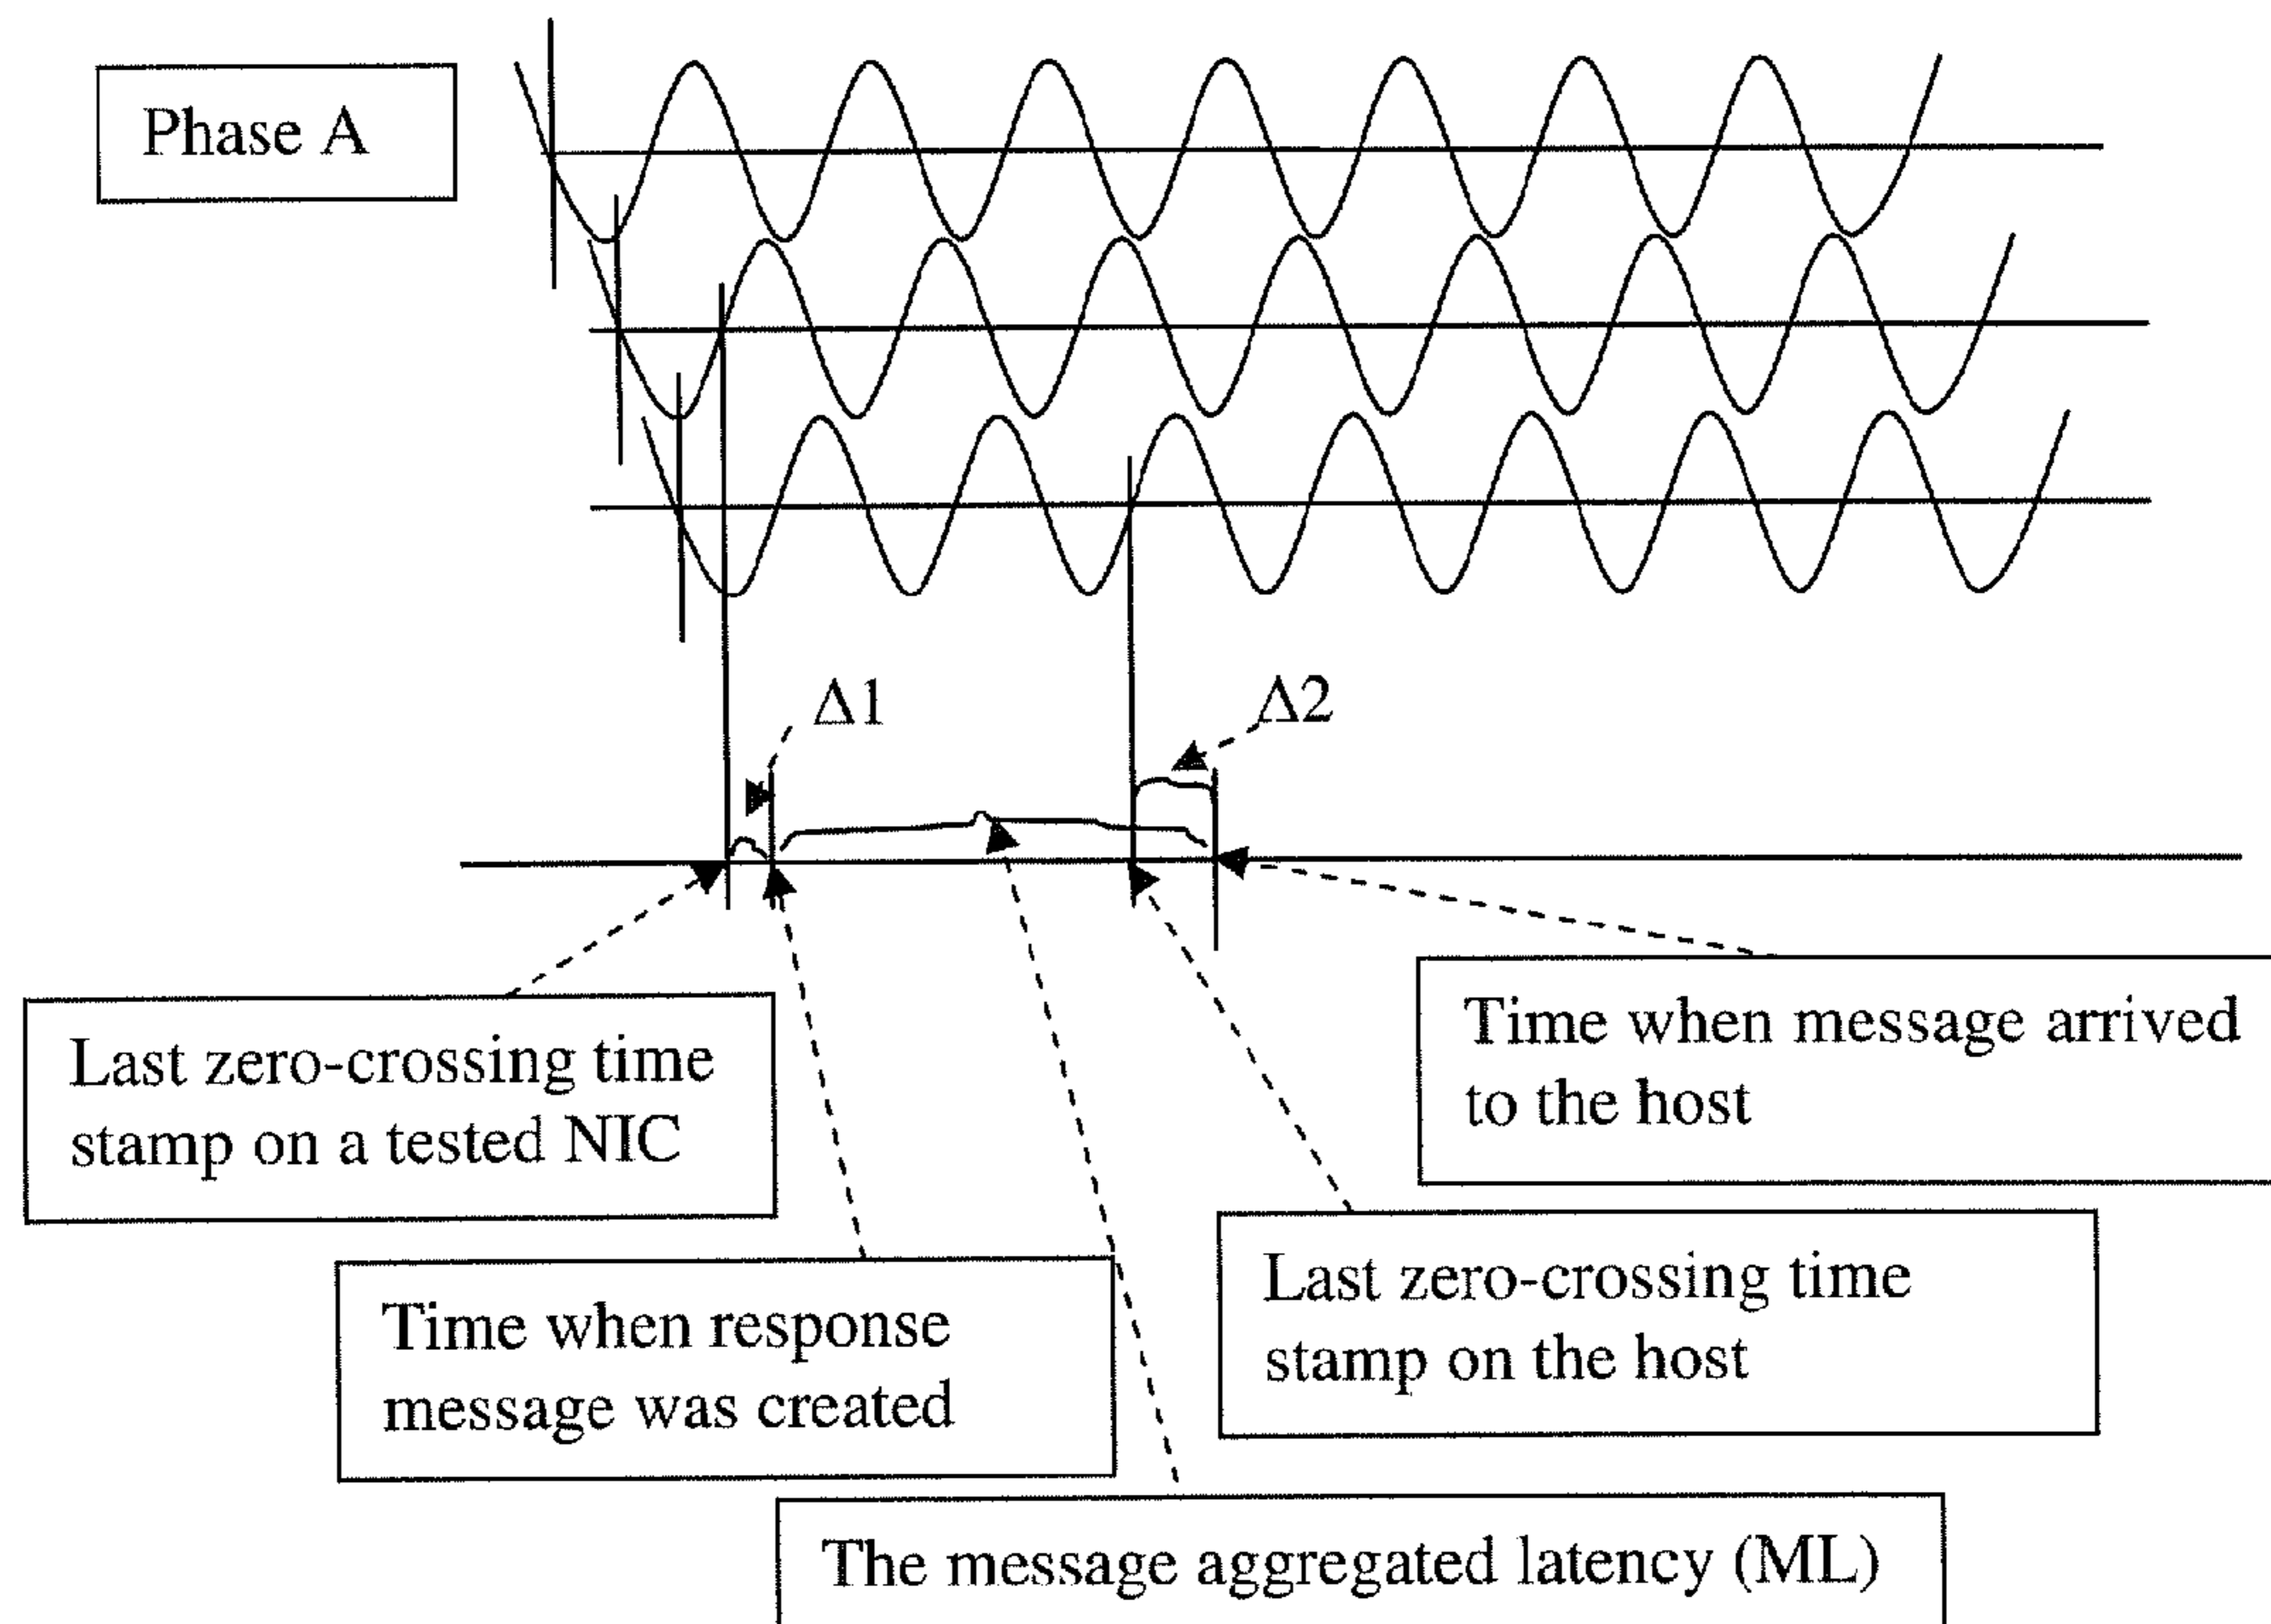 Phase A
Δ1
Δ2
Last zero-crossing time
stamp on a tested NIC
Time when message arrived
to the host
Time when response
message was created
Last zero-crossing time
stamp on the host
The message aggregated latency (ML)